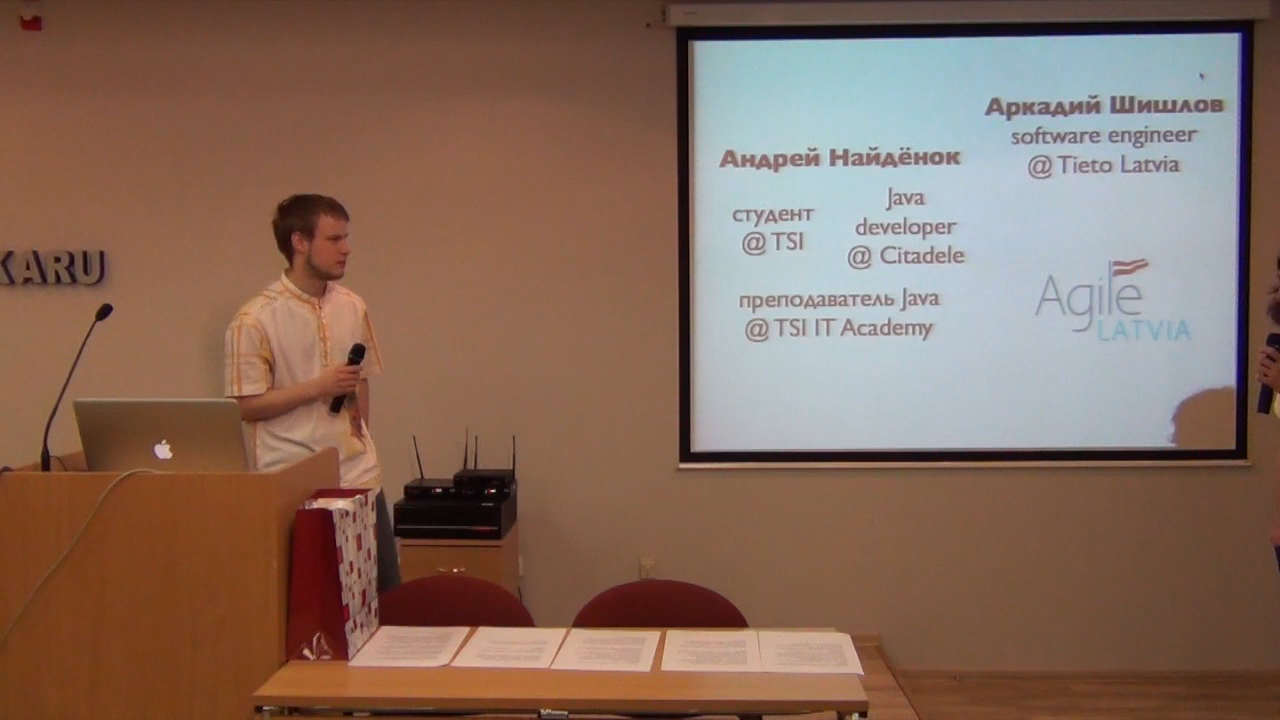 KARU
Андрей Найдёнок
студент
@ TSI
Java
developer
@ Citadele
преподаватель Java
@ TSI IT Academy
Аркадий Шишлов
software engineer
@ Tieto Latvia
Agile
LATVIA